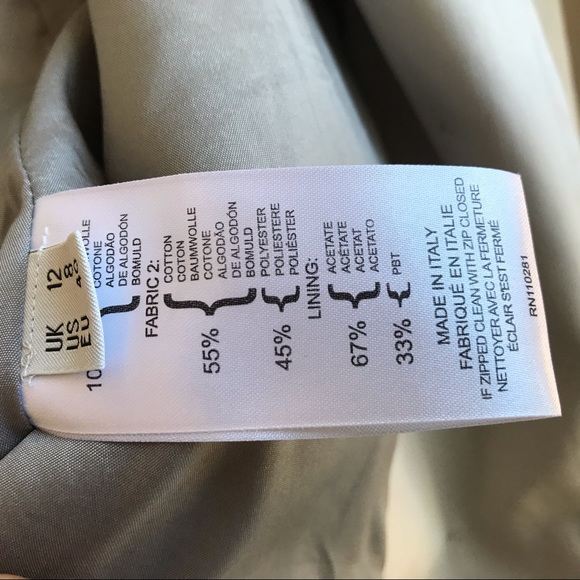 UK 12
US 8
EU
10
COTONE
ALGODÃO
DE ALGODÓN
BOMULD
FABRIC 2:
55%
COTTON
COTON
BAUMWOLLE
COTONE
ALGODÃO
DE ALGODÓN
BOMULD
45%
POLYESTER
POLIESTERE
POLIÉSTER
LINING:
67%
ACETATE
ACÉTATE
ACETAT
ACETATO
33% PBT
MADE IN ITALY
FABRIQUÉ EN ITALIE
IF ZIPPED CLEAN WITH ZIP CLOSED
NETTOYER AVEC LA FERMETURE
ÉCLAIR S'EST FERMÉ
RN110281